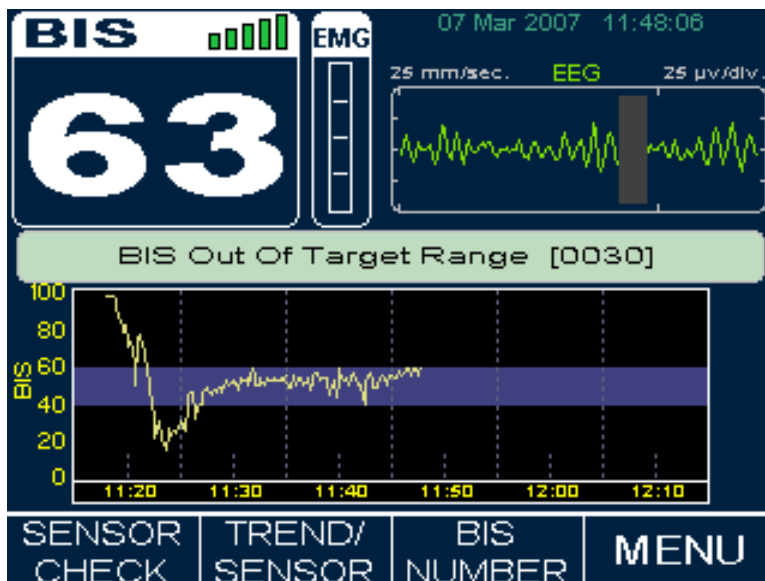 BIS
EMG
07 Mar 2007 11:48:06
25 mm/sec. EEG 25 µv/div.
63
BIS Out Of Target Range [0030]
100
80
60
40
20
0
BIS
11:20 11:30 11:40 11:50 12:00 12:10
SENSOR CHECK
TREND/ SENSOR
BIS NUMBER
MENU